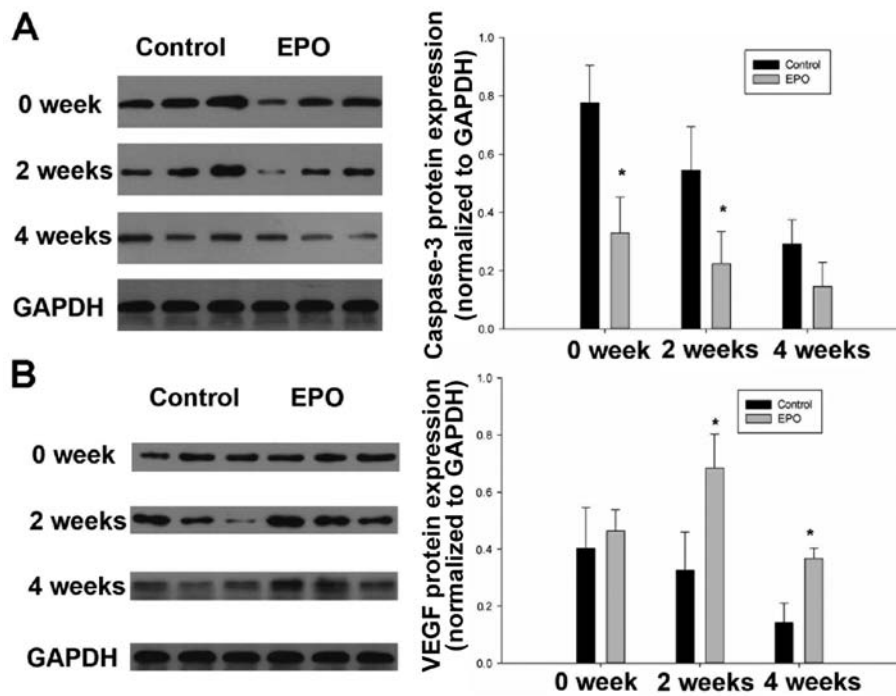 A
Control EPO
0 week
2 weeks
4 weeks
GAPDH
Caspase-3 protein expression
(normalized to GAPDH)
1.0
0.8
0.6
0.4
0.2
0.0
Control
EPO
*
*
0 week 2 weeks 4 weeks
B
Control EPO
0 week
2 weeks
4 weeks
GAPDH
VEGF protein expression
(normalized to GAPDH)
1.0
0.8
0.6
0.4
0.2
0.0
Control
EPO
*
*
0 week 2 weeks 4 weeks